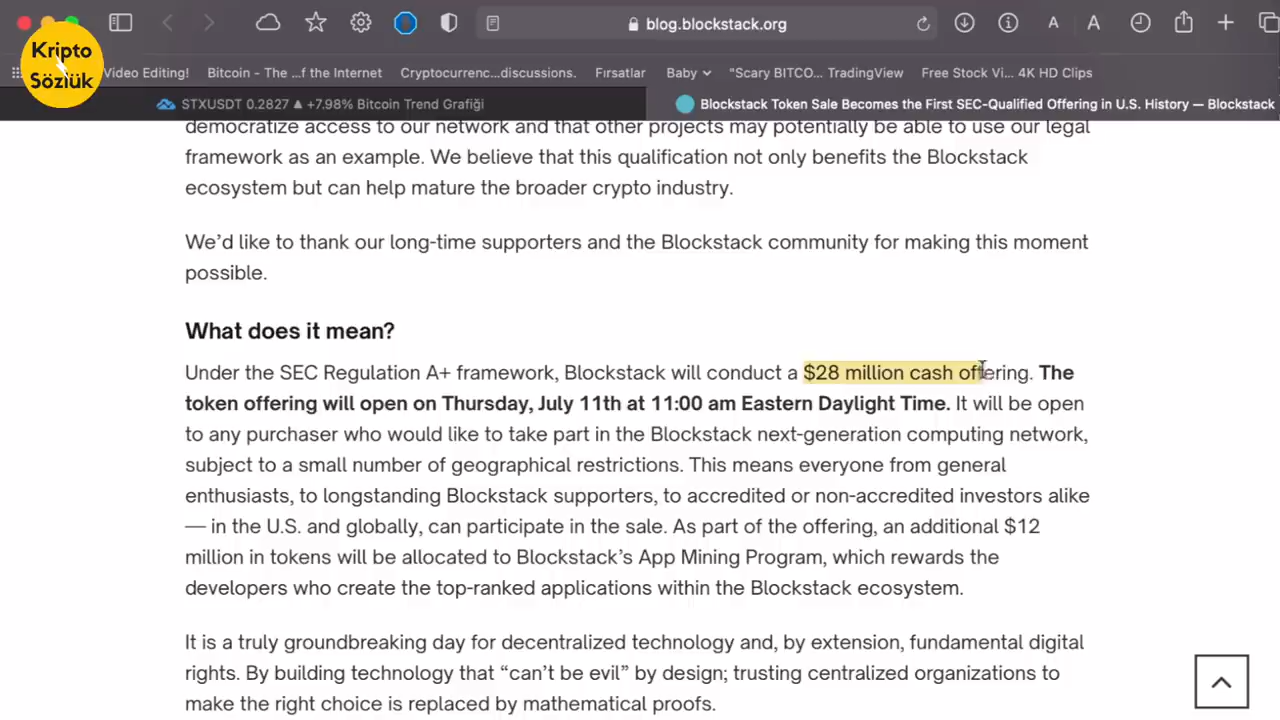 blog.blockstack.org
A A
Kripto
Sözlük
Video Editing! Bitcoin - The ...f the Internet Cryptocurrenc...discussions. Fırsatlar Baby "Scary BITCO... TradingView Free Stock Vi... 4K HD Clips
STXUSDT 0.2827 ▲ +7.98% Bitcoin Trend Grafiği
Blockstack Token Sale Becomes the First SEC-Qualified Offering in U.S. History — Blockstack
democratize access to our network and that other projects may potentially be able to use our legal
framework as an example. We believe that this qualification not only benefits the Blockstack
ecosystem but can help mature the broader crypto industry.
We'd like to thank our long-time supporters and the Blockstack community for making this moment
possible.
What does it mean?
Under the SEC Regulation A+ framework, Blockstack will conduct a $28 million cash offering. The
token offering will open on Thursday, July 11th at 11:00 am Eastern Daylight Time. It will be open
to any purchaser who would like to take part in the Blockstack next-generation computing network,
subject to a small number of geographical restrictions. This means everyone from general
enthusiasts, to longstanding Blockstack supporters, to accredited or non-accredited investors alike
— in the U.S. and globally, can participate in the sale. As part of the offering, an additional $12
million in tokens will be allocated to Blockstack's App Mining Program, which rewards the
developers who create the top-ranked applications within the Blockstack ecosystem.
It is a truly groundbreaking day for decentralized technology and, by extension, fundamental digital
rights. By building technology that “can't be evil” by design; trusting centralized organizations to
make the right choice is replaced by mathematical proofs.